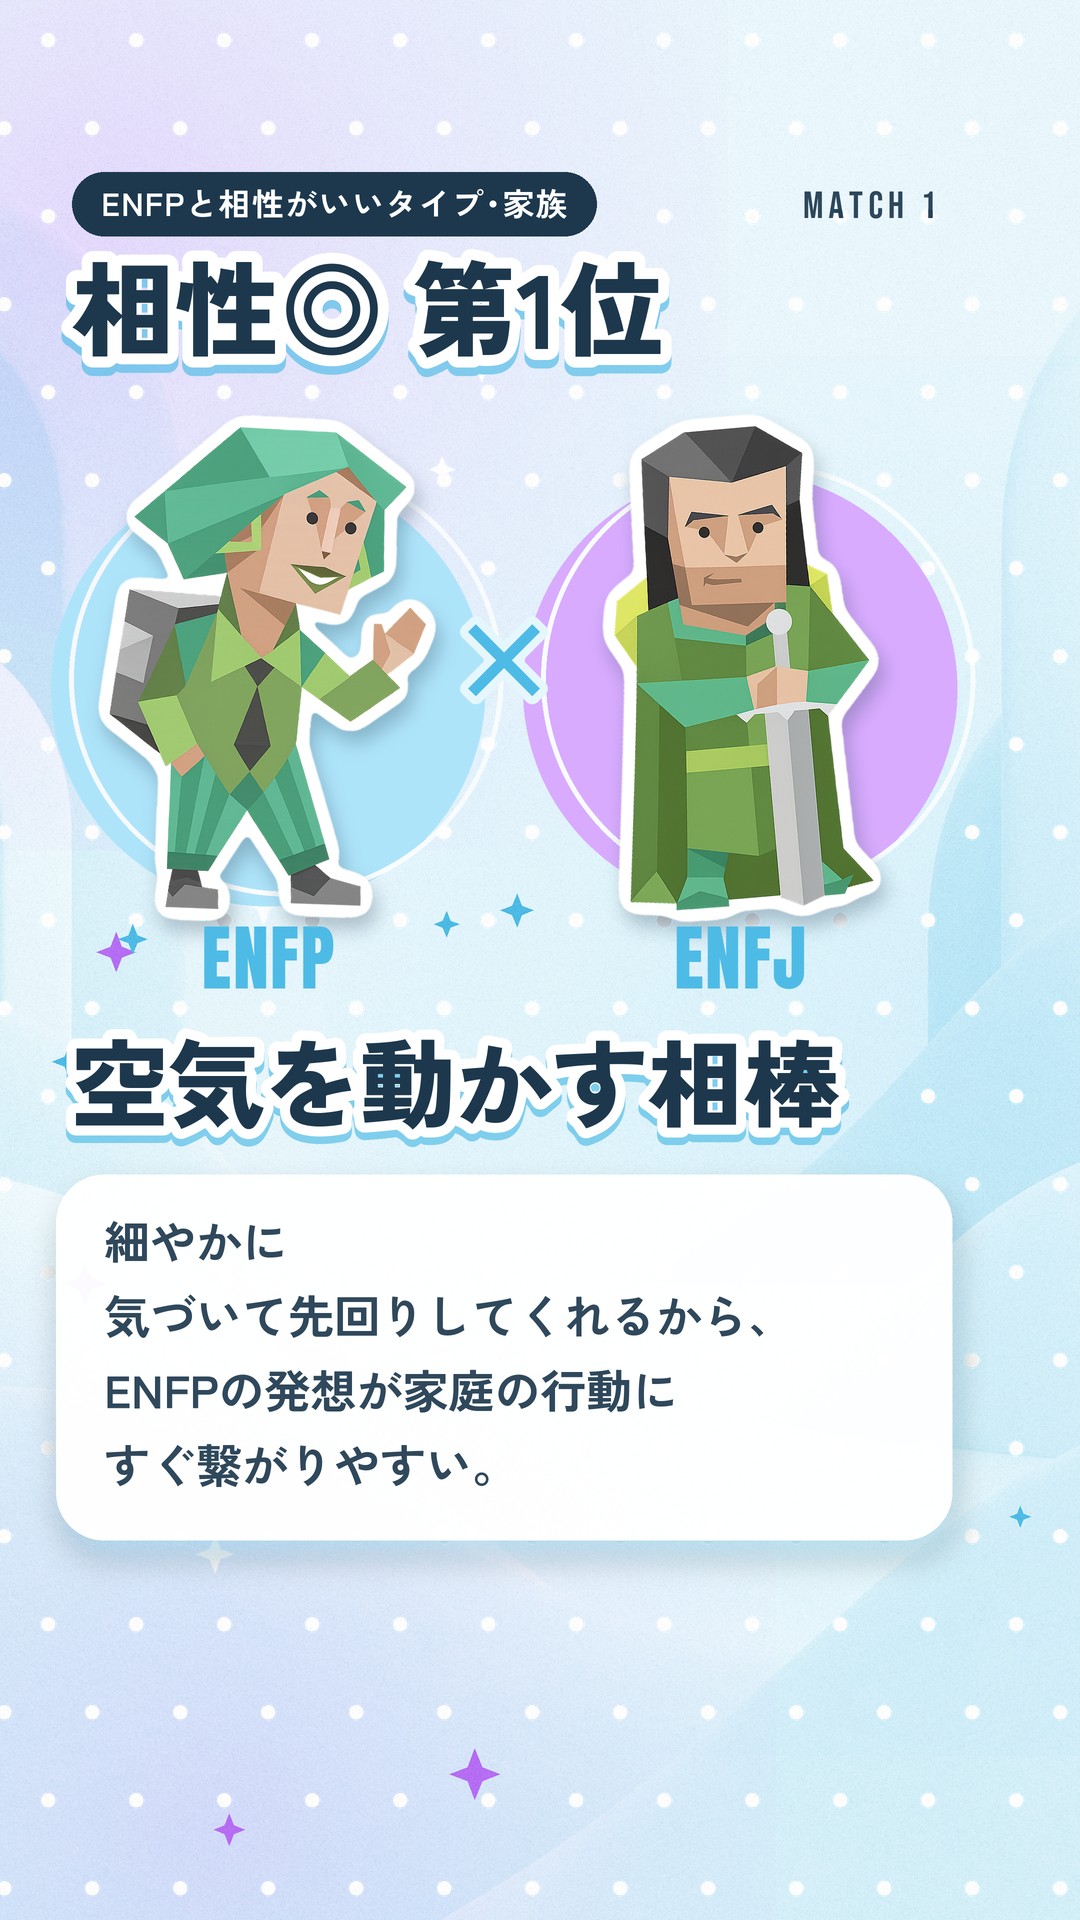 ENFPと相性がいいタイプ・家族
MATCH 1
相性◎ 第1位
ENFP
×
ENFJ
空気を動かす相棒
細やかに
気づいて先回りしてくれるから、
ENFPの発想が家庭の行動に
すぐ繋がりやすい。